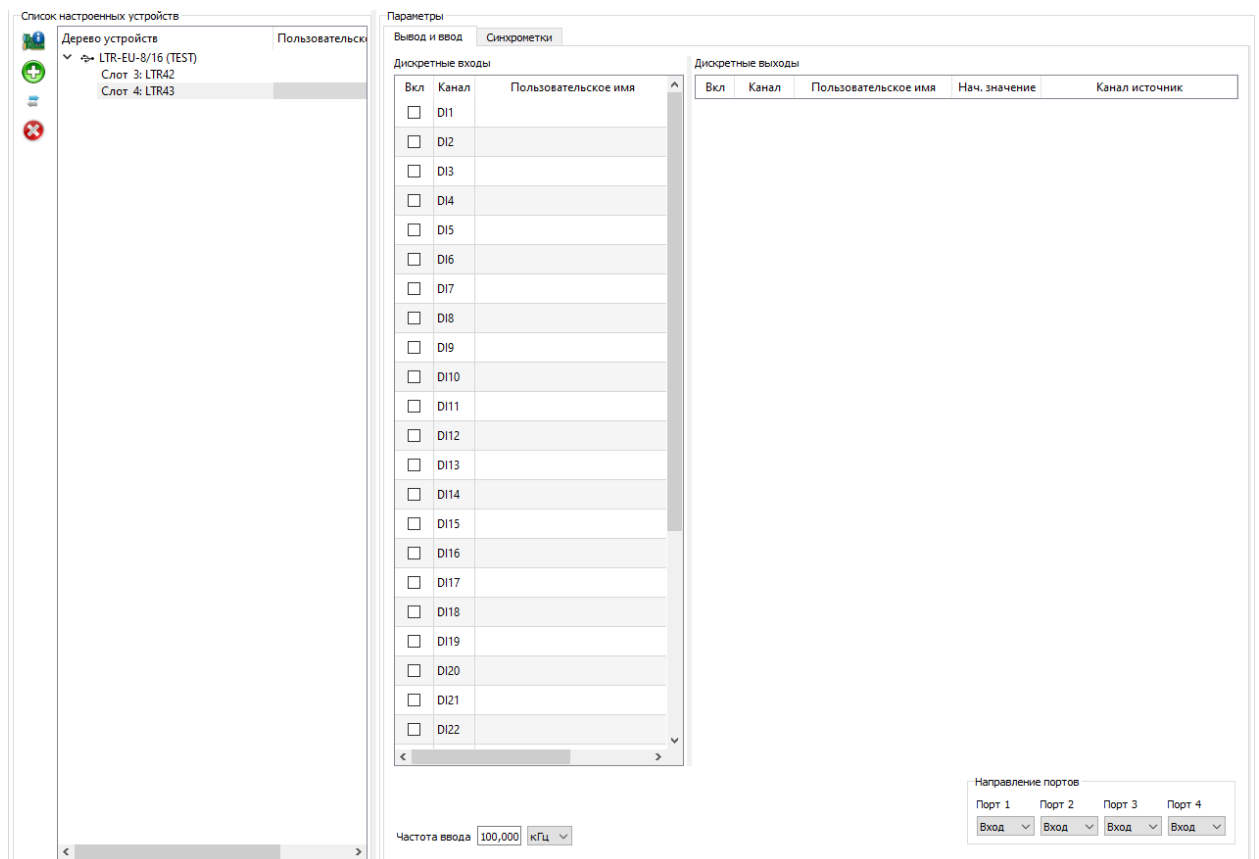 Список настроенных устройств
Дерево устройств Пользовательск
LTR-EU-8/16 (TEST)
Слот 3: LTR42
Слот 4: LTR43
Параметры
Вывод и ввод Синхрометки
Дискретные входы
Вкл Канал Пользовательское имя
DI1
DI2
DI3
DI4
DI5
DI6
DI7
DI8
DI9
DI10
DI11
DI12
DI13
DI14
DI15
DI16
DI17
DI18
DI19
DI20
DI21
DI22
Дискретные выходы
Вкл Канал Пользовательское имя Нач. значение Канал источник
Частота ввода 100,000 кГц
Направление портов
Порт 1 Порт 2 Порт 3 Порт 4
Вход Вход Вход Вход